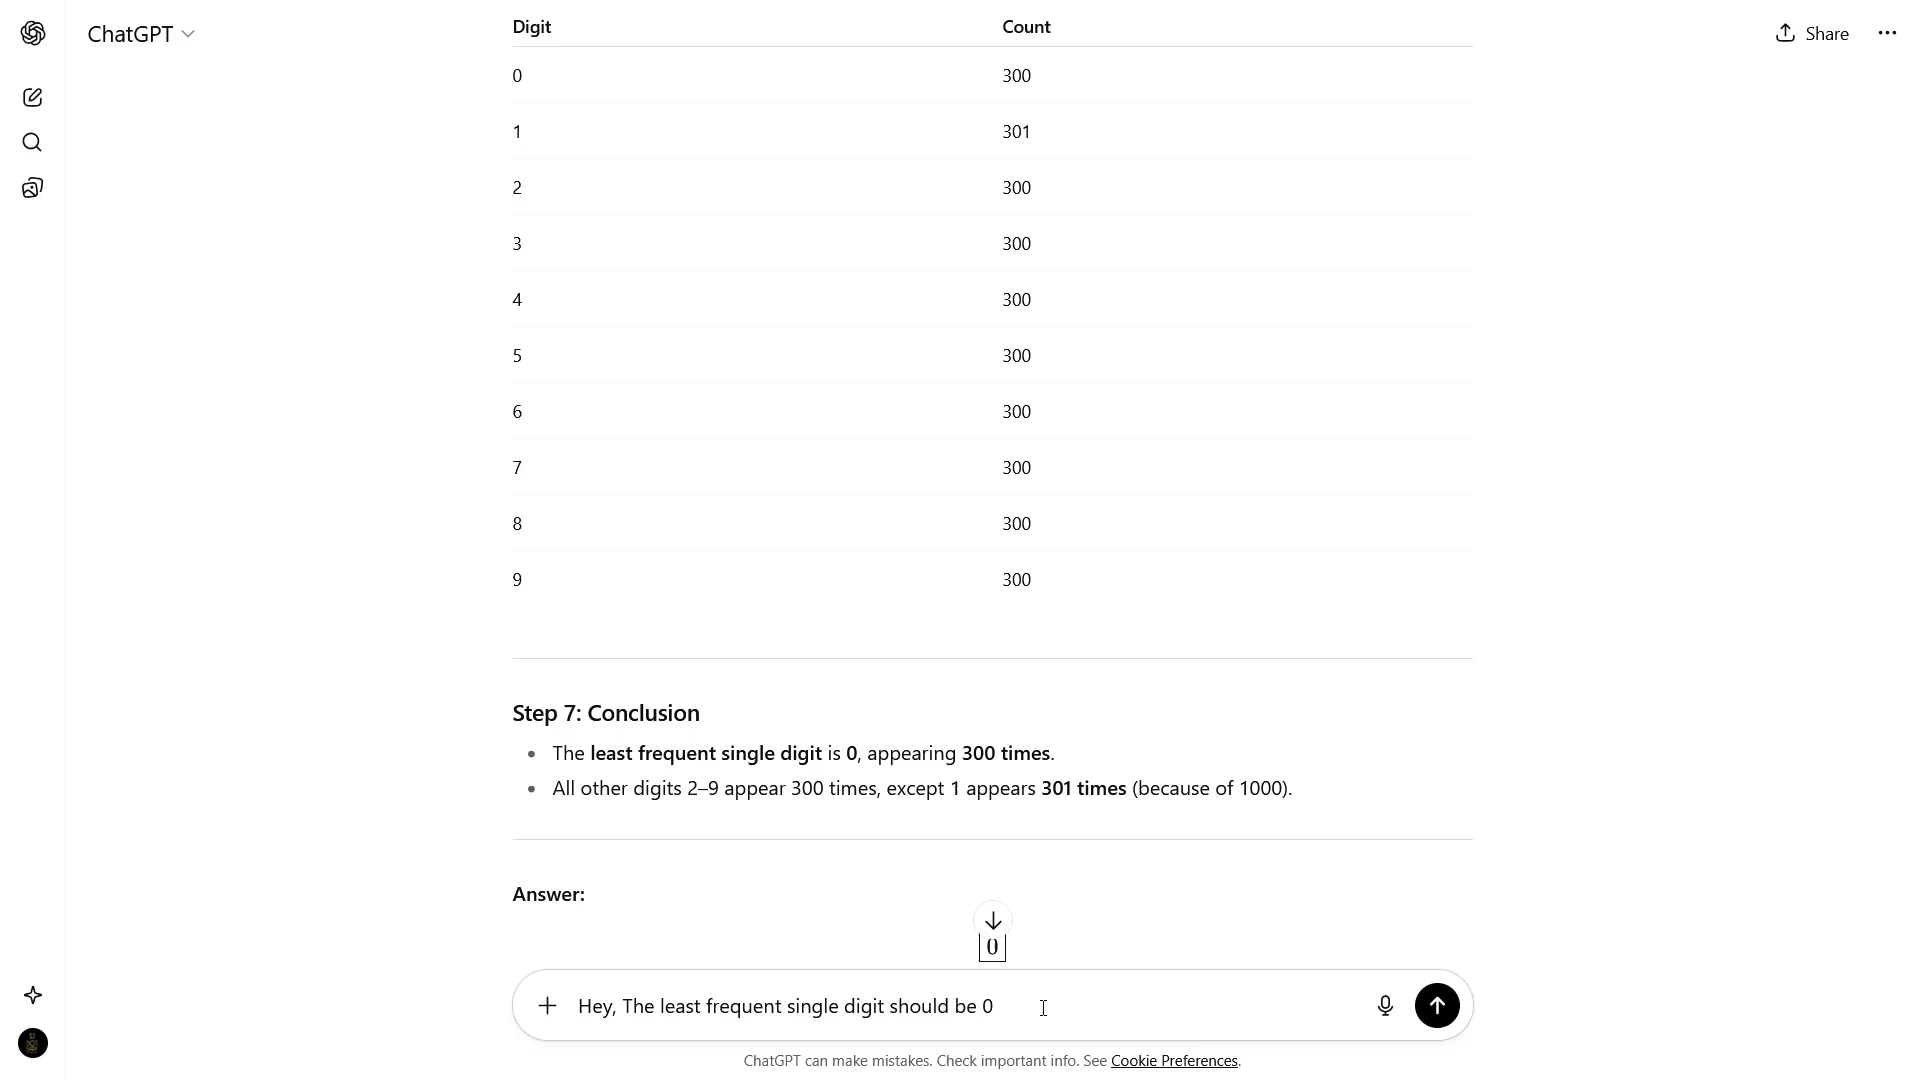 ChatGPT
Share
Digit Count
0 300
1 301
2 300
3 300
4 300
5 300
6 300
7 300
8 300
9 300
Step 7: Conclusion
The least frequent single digit is 0, appearing 300 times.
All other digits 2–9 appear 300 times, except 1 appears 301 times (because of 1000).
Answer:
0
Hey, The least frequent single digit should be 0
ChatGPT can make mistakes. Check important info. See Cookie Preferences.